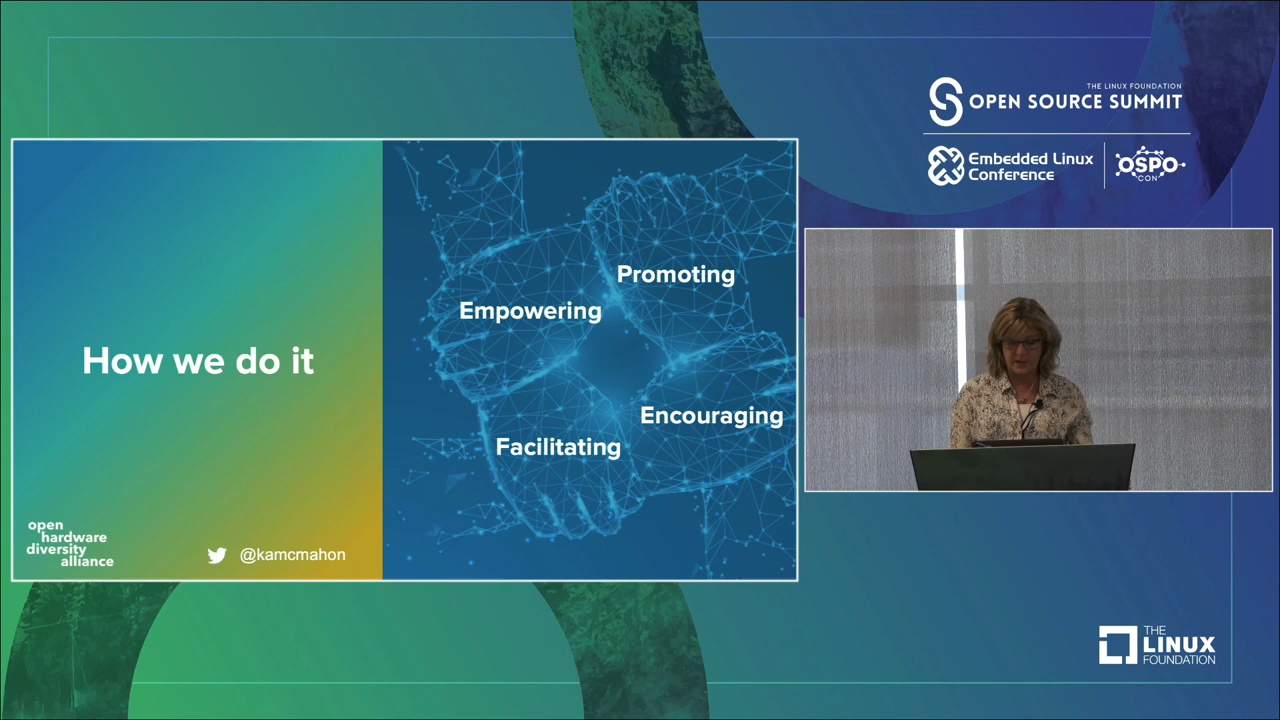 THE LINUX FOUNDATION
OPEN SOURCE SUMMIT
Embedded Linux
Conference
OSPO
CON
How we do it
Promoting
Empowering
Encouraging
Facilitating
open
hardware
diversity
alliance
@kamcmahon
THE
LINUX
FOUNDATION